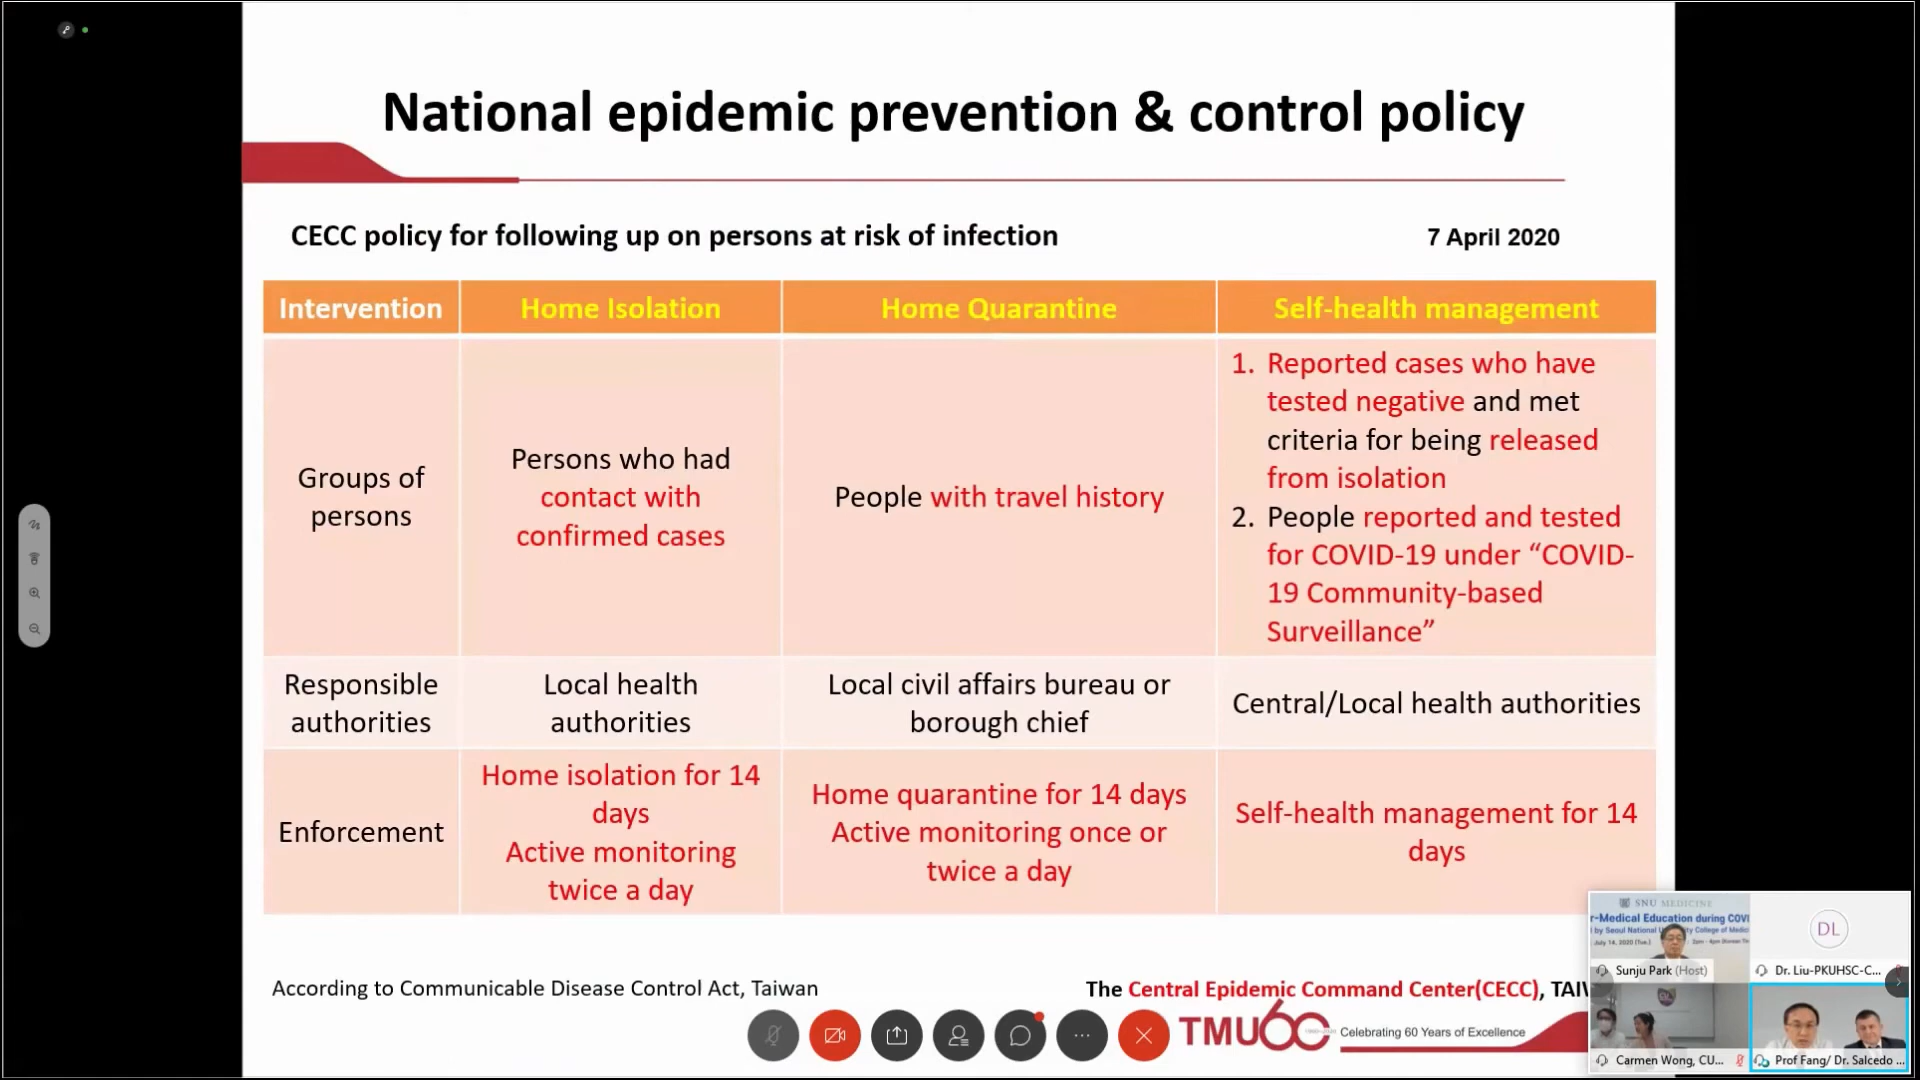 National epidemic prevention & control policy
CECC policy for following up on persons at risk of infection
7 April 2020
Intervention
Home Isolation
Home Quarantine
Self-health management
Groups of
persons
Persons who had
contact with
confirmed cases
People with travel history
1. Reported cases who have
tested negative and met
criteria for being released
from isolation
2. People reported and tested
for COVID-19 under “COVID-
19 Community-based
Surveillance”
Responsible
authorities
Local health
authorities
Local civil affairs bureau or
borough chief
Central/Local health authorities
Enforcement
Home isolation for 14
days
Active monitoring
twice a day
Home quarantine for 14 days
Active monitoring once or
twice a day
Self-health management for 14
days
According to Communicable Disease Control Act, Taiwan
The Central Epidemic Command Center(CECC),
TMU60
Celebrating 60 Years of Excellence
SNU MEDICINE
r-Medical Education during COVI
by Seoul National University College of Medici
July 14, 2020 (Tue.)
Sunju Park (Host)
DL
Dr. Liu-PKUHSC-C...
Carmen Wong, CU...
Prof Fang/ Dr. Salcedo ...